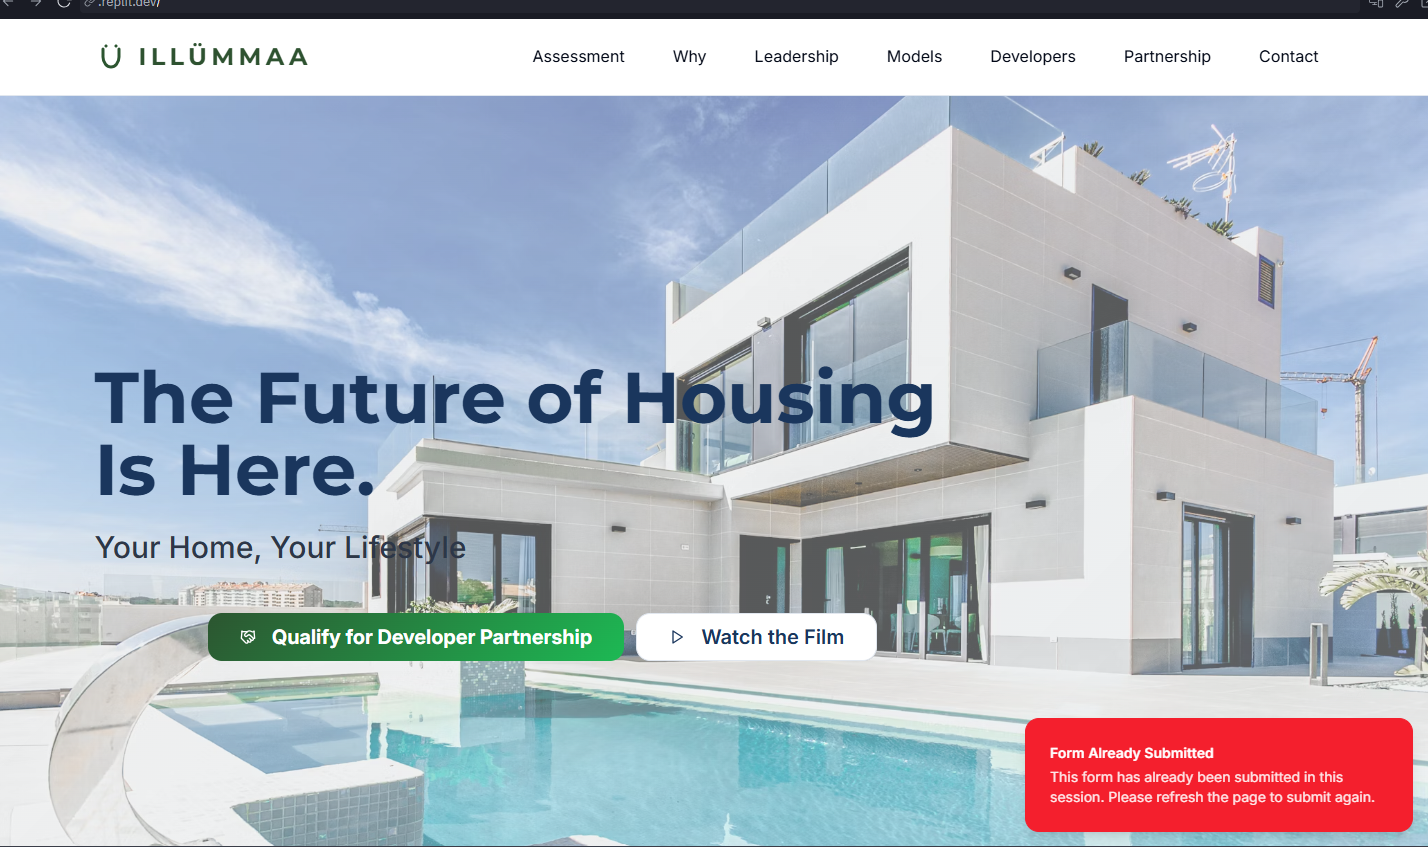 .replit.dev/
Ü ILLÜMMAA
Assessment
Why
Leadership
Models
Developers
Partnership
Contact
The Future of Housing
Is Here.
Your Home, Your Lifestyle
Qualify for Developer Partnership
Watch the Film
Form Already Submitted
This form has already been submitted in this
session. Please refresh the page to submit again.